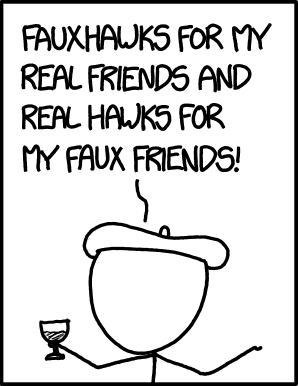 FAUXHAWKS FOR MY
REAL FRIENDS AND
REAL HAWKS FOR
MY FAUX FRIENDS!